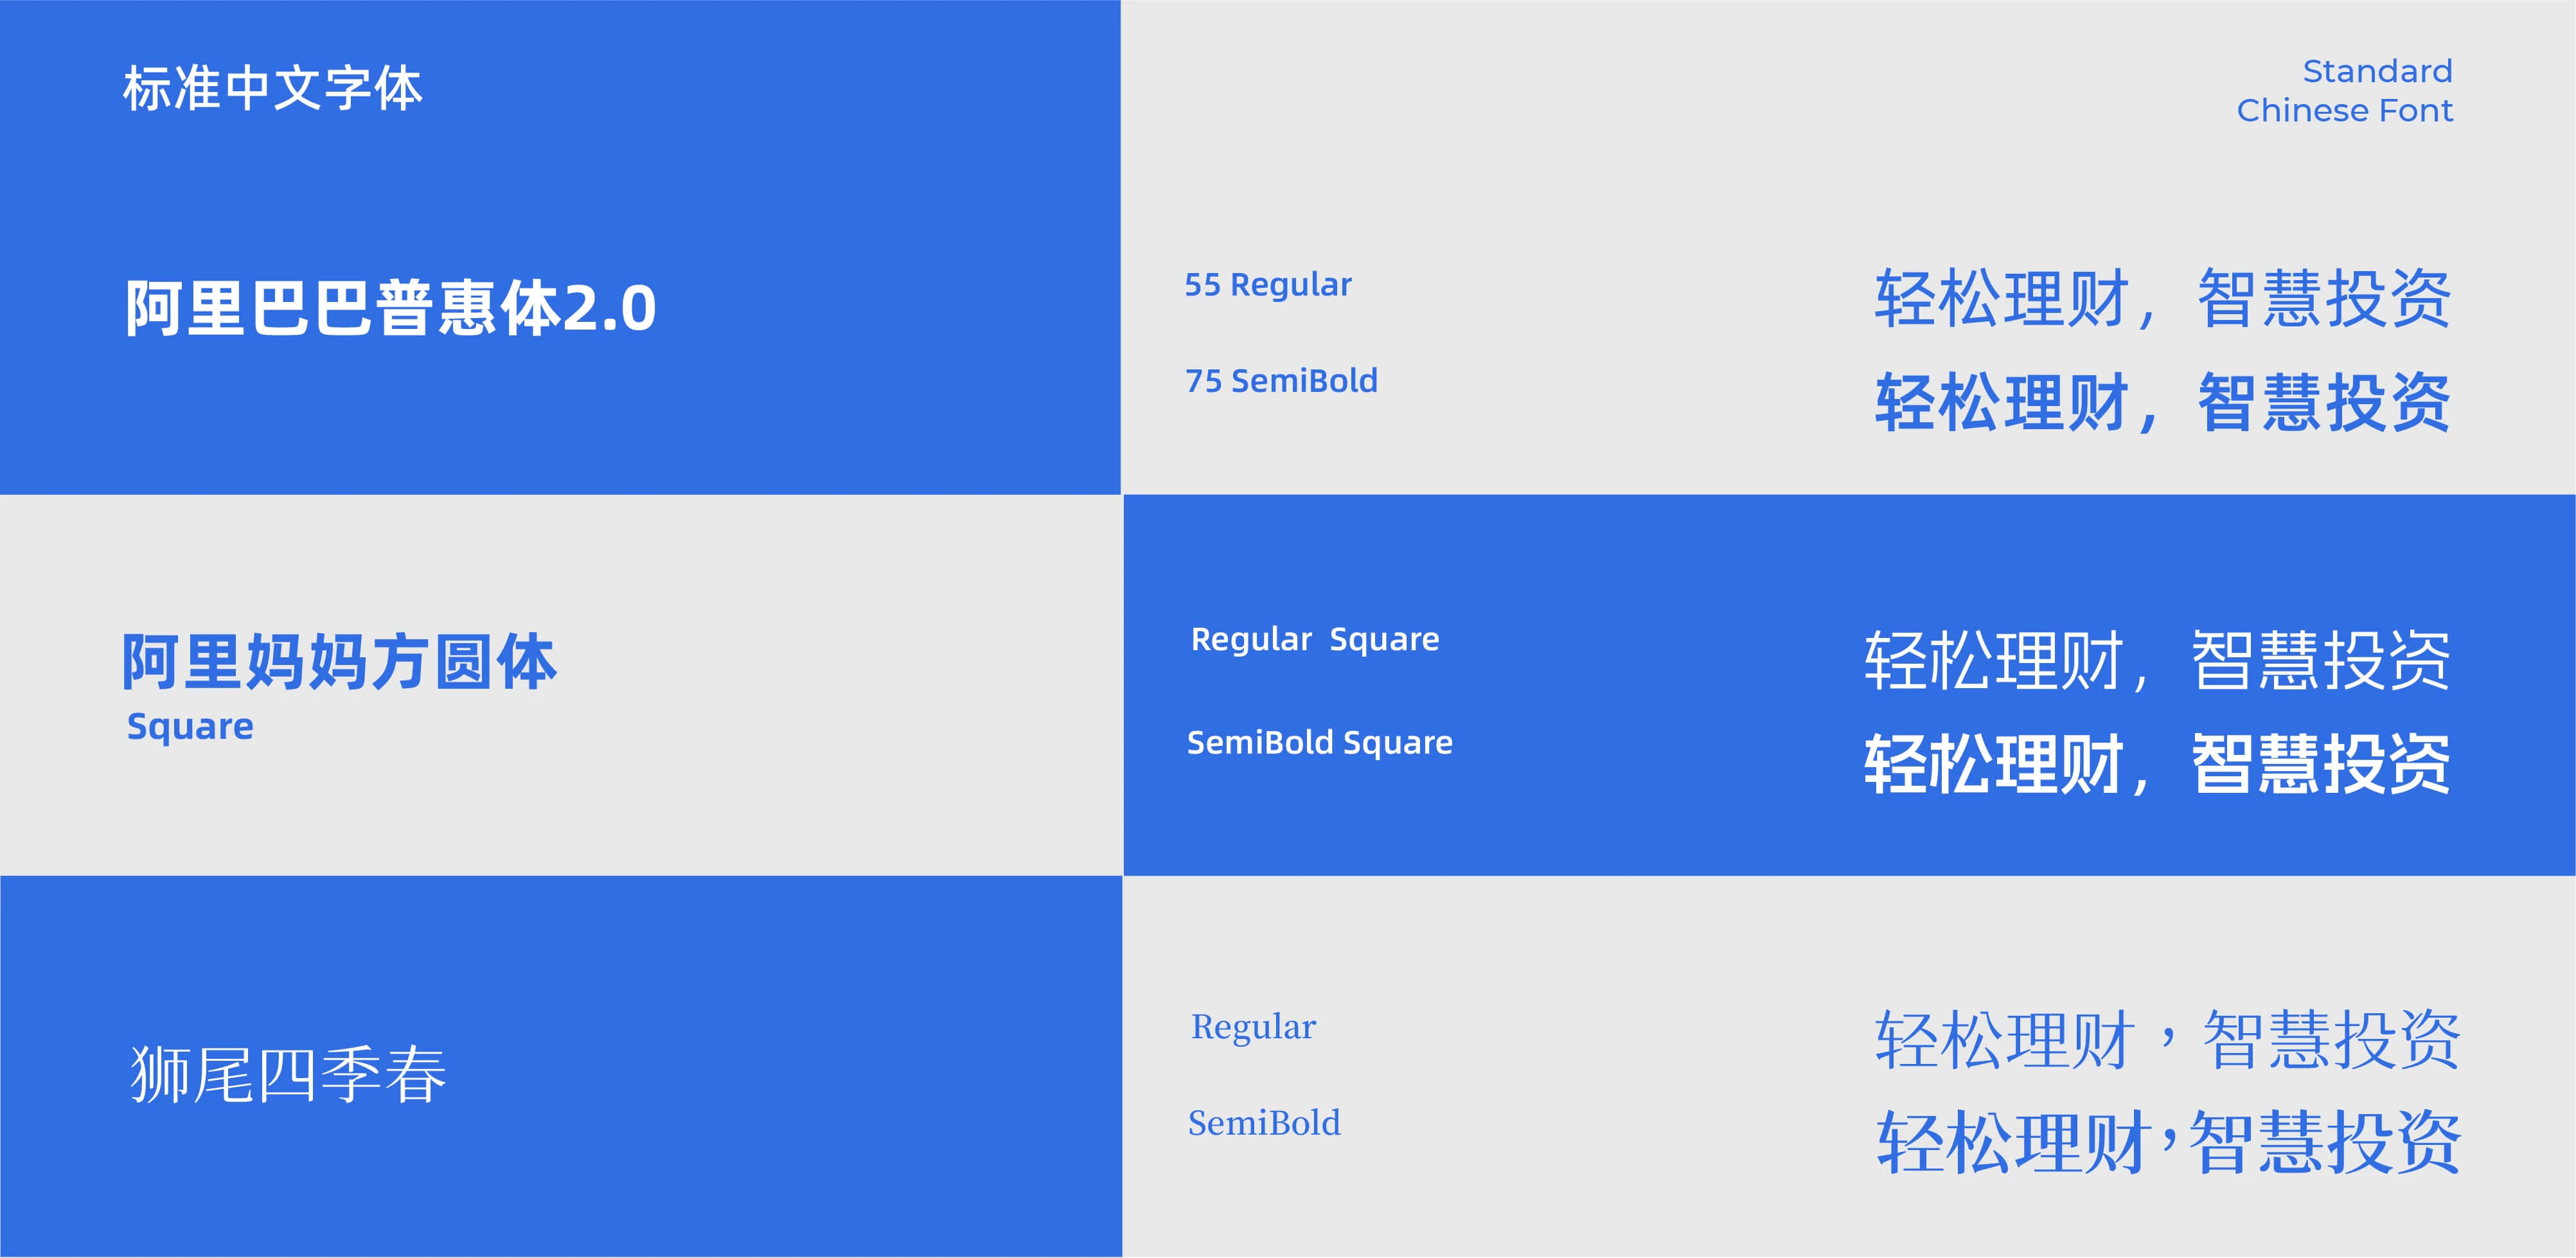 标准中文字体
Standard
Chinese Font
阿里巴巴普惠体2.0
55 Regular
轻松理财，智慧投资
75 SemiBold
轻松理财，智慧投资
阿里妈妈方圆体
Square
Regular  Square
轻松理财，智慧投资
SemiBold Square
轻松理财，智慧投资
狮尾四季春
Regular
轻松理财，智慧投资
SemiBold
轻松理财，智慧投资